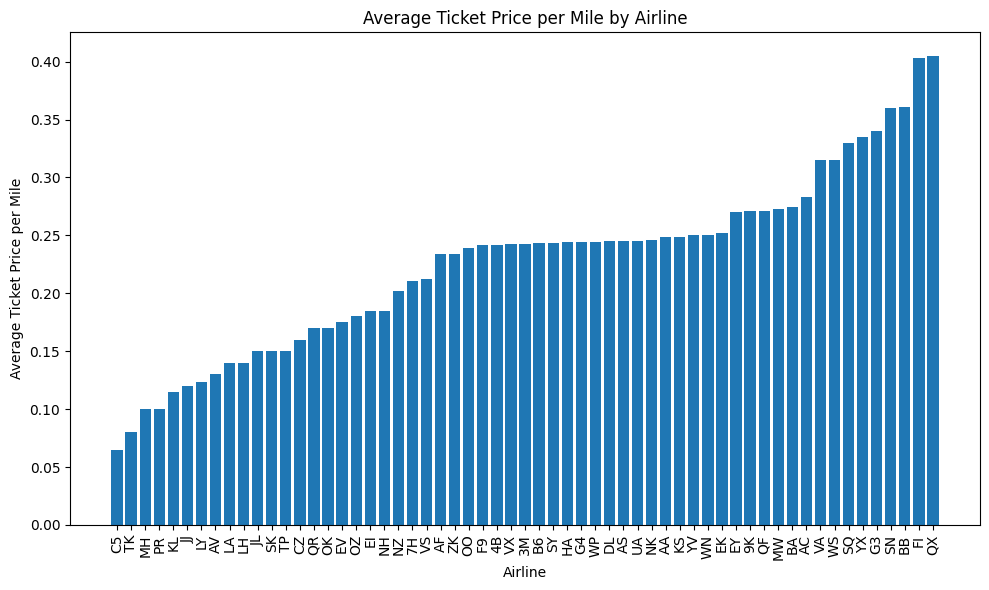 Average Ticket Price per Mile by Airline
Average Ticket Price per Mile
0.40
0.35
0.30
0.25
0.20
0.15
0.10
0.05
0.00
C5 TK MH PR KL JJ LY AV LA LH JL SK TP CZ QR OK EV OZ EI NH NZ 7H VS AF ZK OO F9 4B VX 3M B6 SY HA G4 WP DL AS UA NK AA KS YV WN EK EY 9K QF MW BA AC VA WS SQ YX G3 SN BB FI QX
Airline